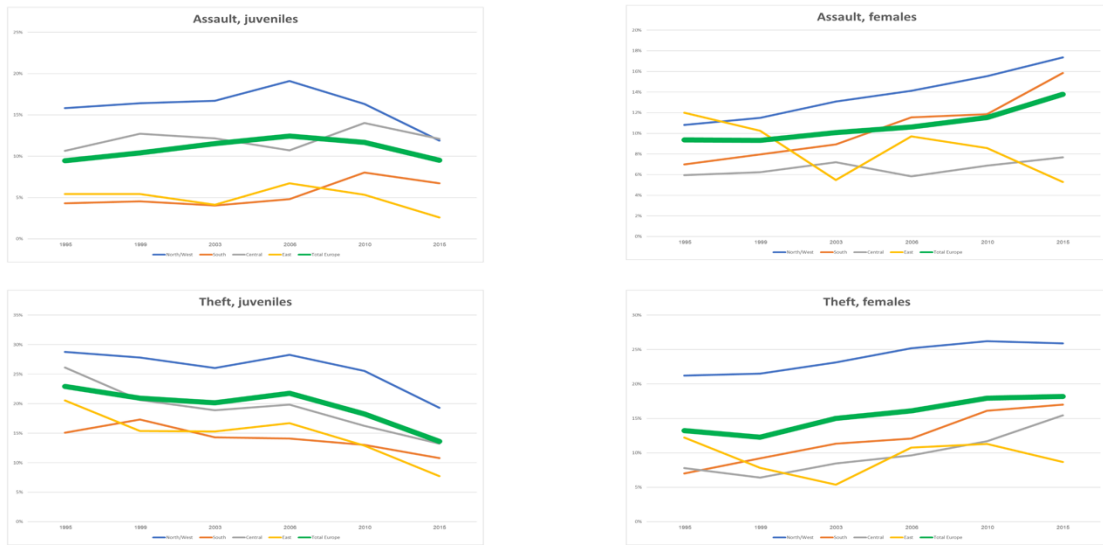 Assault, juveniles
25%
20%
15%
10%
5%
0%
1995 1999 2003 2006 2010 2015
North/West South Central East Total Europe
Assault, females
20%
18%
16%
14%
12%
10%
8%
6%
4%
2%
0%
1995 1999 2003 2006 2010 2015
North/West South Central East Total Europe
Theft, juveniles
35%
30%
25%
20%
15%
10%
5%
0%
1995 1999 2003 2006 2010 2015
North/West South Central East Total Europe
Theft, females
30%
25%
20%
15%
10%
5%
0%
1995 1999 2003 2006 2010 2015
North/West South Central East Total Europe